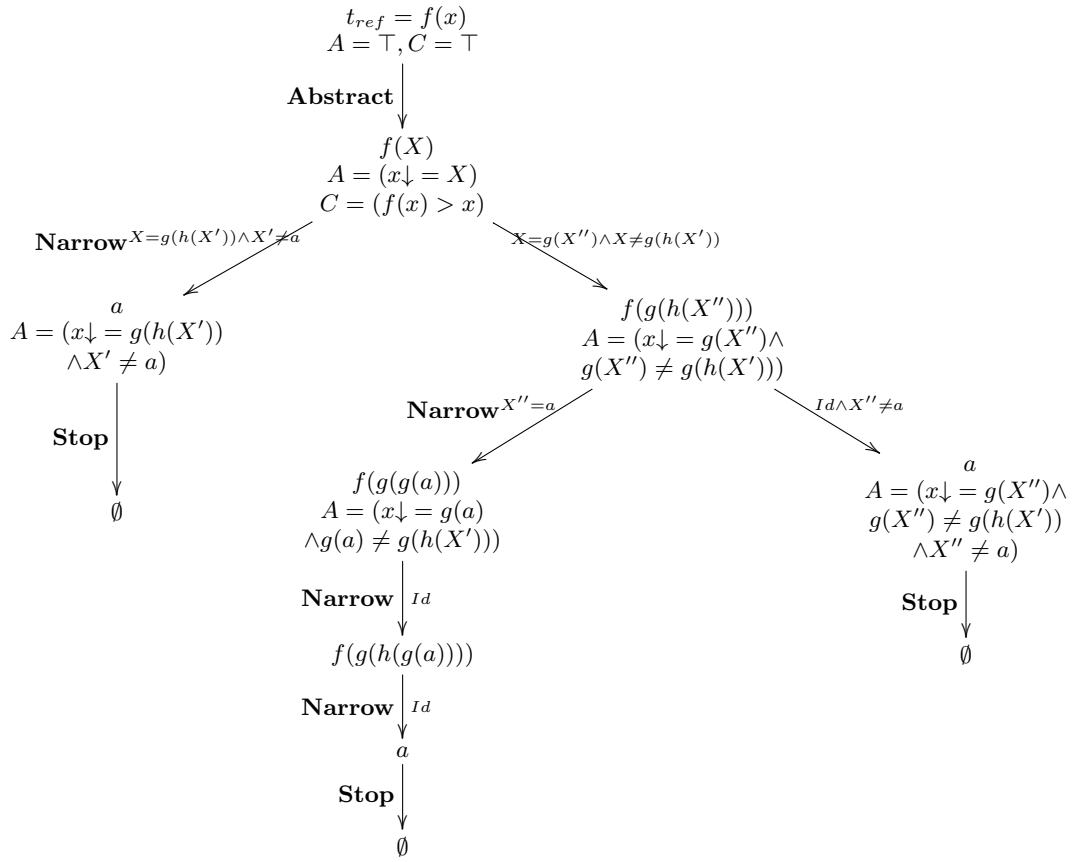 t_{ref} = f(x)
A = ⊤, C = ⊤
Abstract
f(X)
A = (x↓ = X)
C = (f(x) > x)
Narrow^{X=g(h(X′))∧X′≠a}
X=g(X′′)∧X≠g(h(X′))
a
A = (x↓ = g(h(X′))
∧X′ ≠ a)
f(g(h(X′′)))
A = (x↓ = g(X′′)∧
g(X′′) ≠ g(h(X′)))
Stop
∅
Narrow^{X′′=a}
Id∧X′′≠a
f(g(g(a)))
A = (x↓ = g(a)
∧g(a) ≠ g(h(X′)))
a
A = (x↓ = g(X′′)∧
g(X′′) ≠ g(h(X′))
∧X′′ ≠ a)
Narrow Id
Stop
f(g(h(g(a))))
∅
Narrow Id
a
Stop
∅